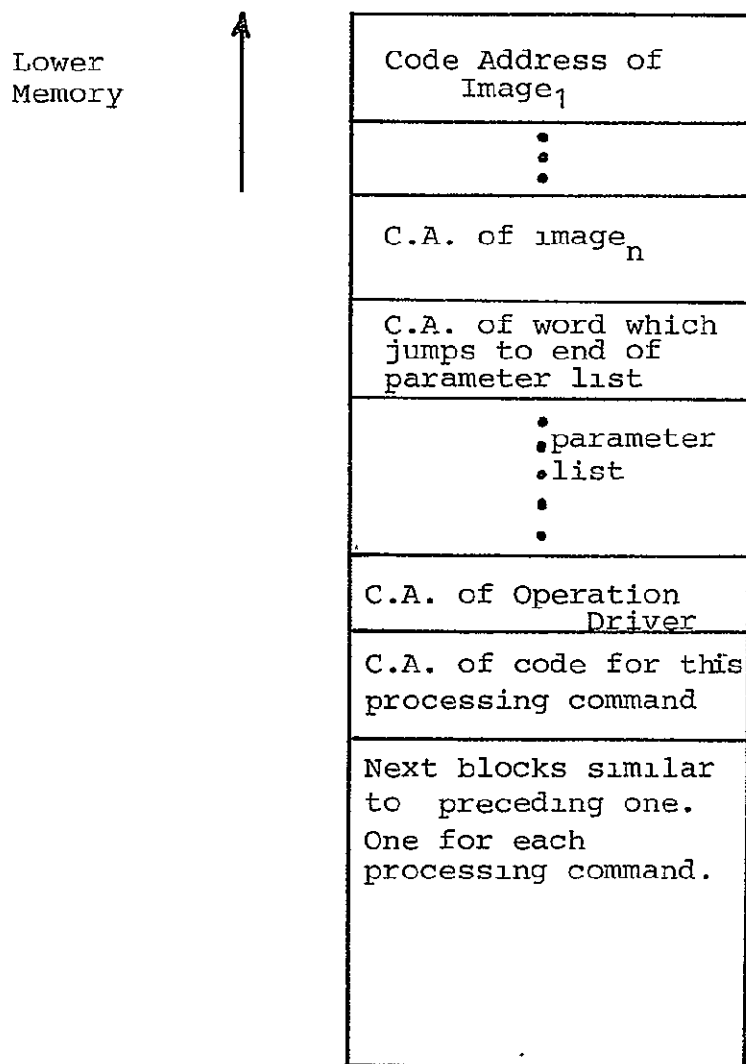 Lower
Memory
Code Address of
Image₁
C.A. of image
n
C.A. of word which
jumps to end of
parameter list
parameter
list
C.A. of Operation
Driver
C.A. of code for this
processing command
Next blocks similar
to preceding one.
One for each
processing command.